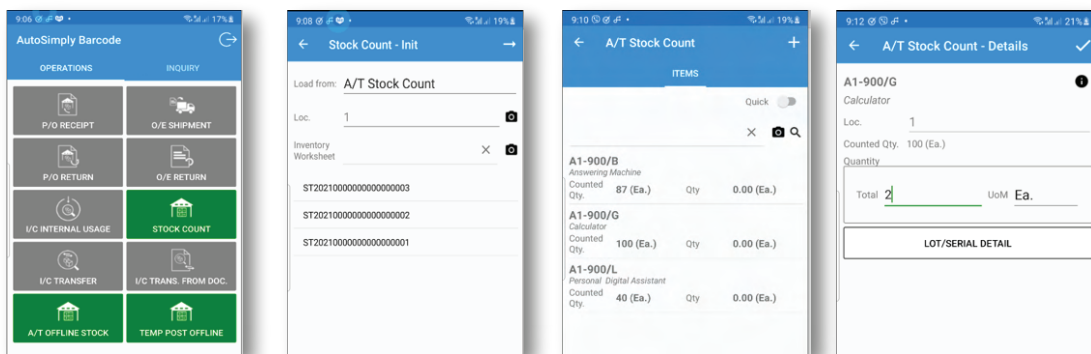 9:06
17%
AutoSimply Barcode
OPERATIONS
INQUIRY
P/O RECEIPT
O/E SHIPMENT
P/O RETURN
O/E RETURN
I/C INTERNAL USAGE
STOCK COUNT
I/C TRANSFER
I/C TRANS. FROM DOC.
A/T OFFLINE STOCK
TEMP POST OFFLINE
9:08
19%
Stock Count - Init
Load from: A/T Stock Count
Loc. 1
Inventory
Worksheet
ST20210000000000000003
ST20210000000000000002
ST20210000000000000001
9:10
19%
A/T Stock Count
ITEMS
Quick
A1-900/B
Answering Machine
Counted
Qty. 87 (Ea.) Qty 0.00 (Ea.)
A1-900/G
Calculator
Counted
Qty. 100 (Ea.) Qty 0.00 (Ea.)
A1-900/L
Personal Digital Assistant
Counted
Qty. 40 (Ea.) Qty 0.00 (Ea.)
9:12
21%
A/T Stock Count - Details
A1-900/G
Calculator
Loc. 1
Counted Qty. 100 (Ea.)
Quantity
Total 2 UoM Ea.
LOT/SERIAL DETAIL